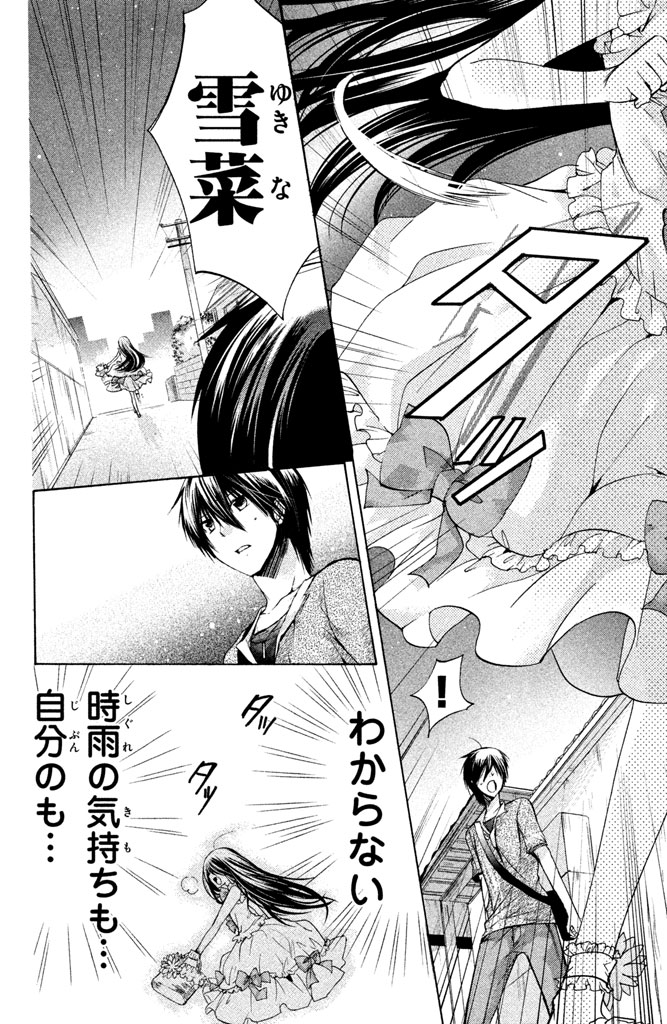 タッ
!
雪菜
ゆきな
わからない
タッ
タッ
時雨の気持ちも…
しぐれ きも
自分のも…
じぶん